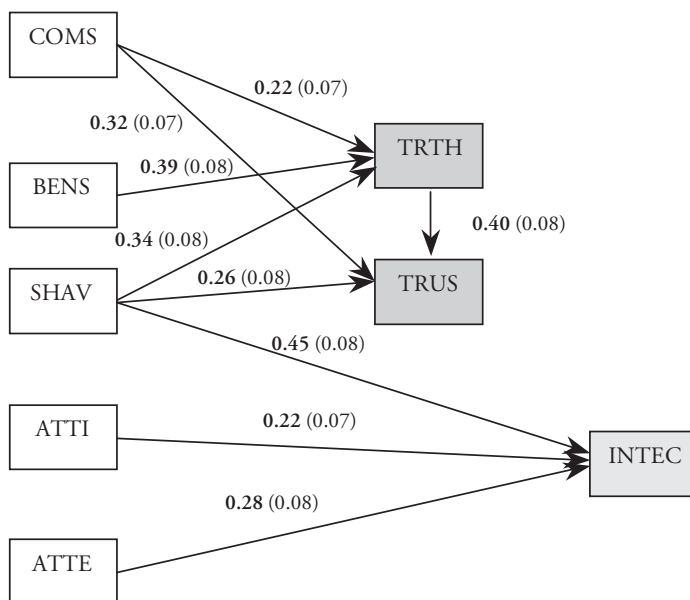 COMS
0.22 (0.07)
0.32 (0.07)
TRTH
0.39 (0.08)
BENS
0.40 (0.08)
0.34 (0.08)
0.26 (0.08)
SHAV
TRUS
0.45 (0.08)
ATTI
0.22 (0.07)
INTEC
0.28 (0.08)
ATTE